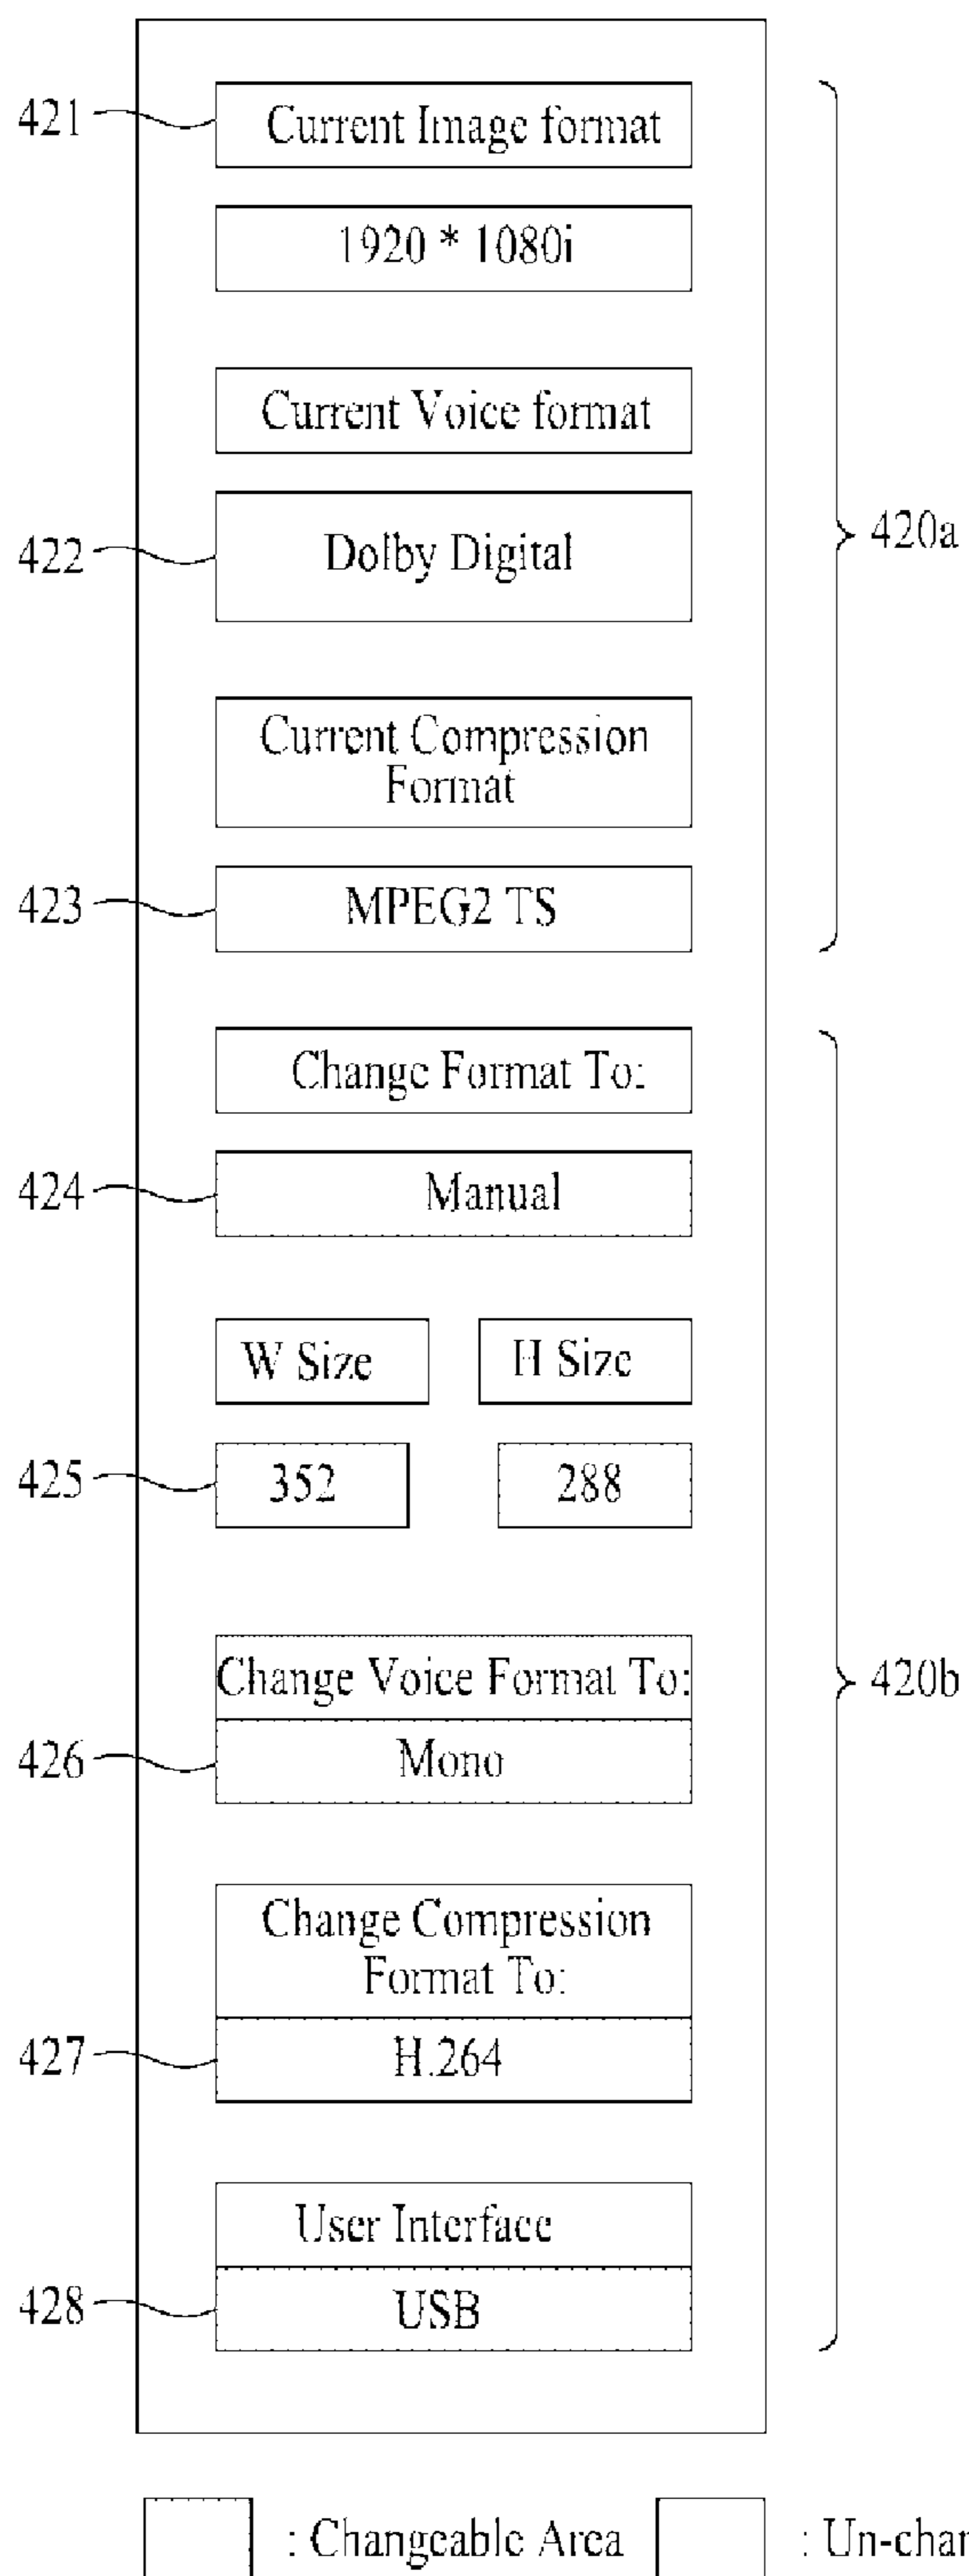 421
Current Image format
1920 * 1080i
Current Voice format
422
Dolby Digital
420a
Current Compression
Format
423
MPEG2 TS
Change Format To:
424
Manual
W Size
H Size
425
352
288
Change Voice Format To:
420b
426
Mono
Change Compression
Format To:
427
H.264
User Interface
428
USB
: Changeable Area
: Un-chan